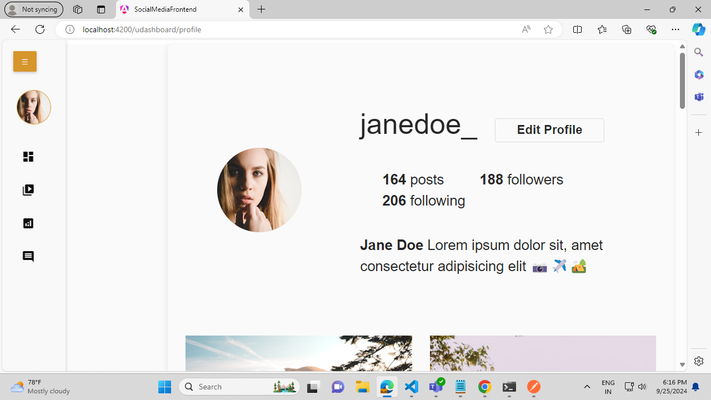 Not syncing
SocialMediaFrontend
localhost:4200/udashboard/profile
janedoe_
Edit Profile
164 posts 188 followers
206 following
Jane Doe Lorem ipsum dolor sit, amet
consectetur adipisicing elit
78°F
Mostly cloudy
Search
ENG
IN
6:16 PM
9/25/2024